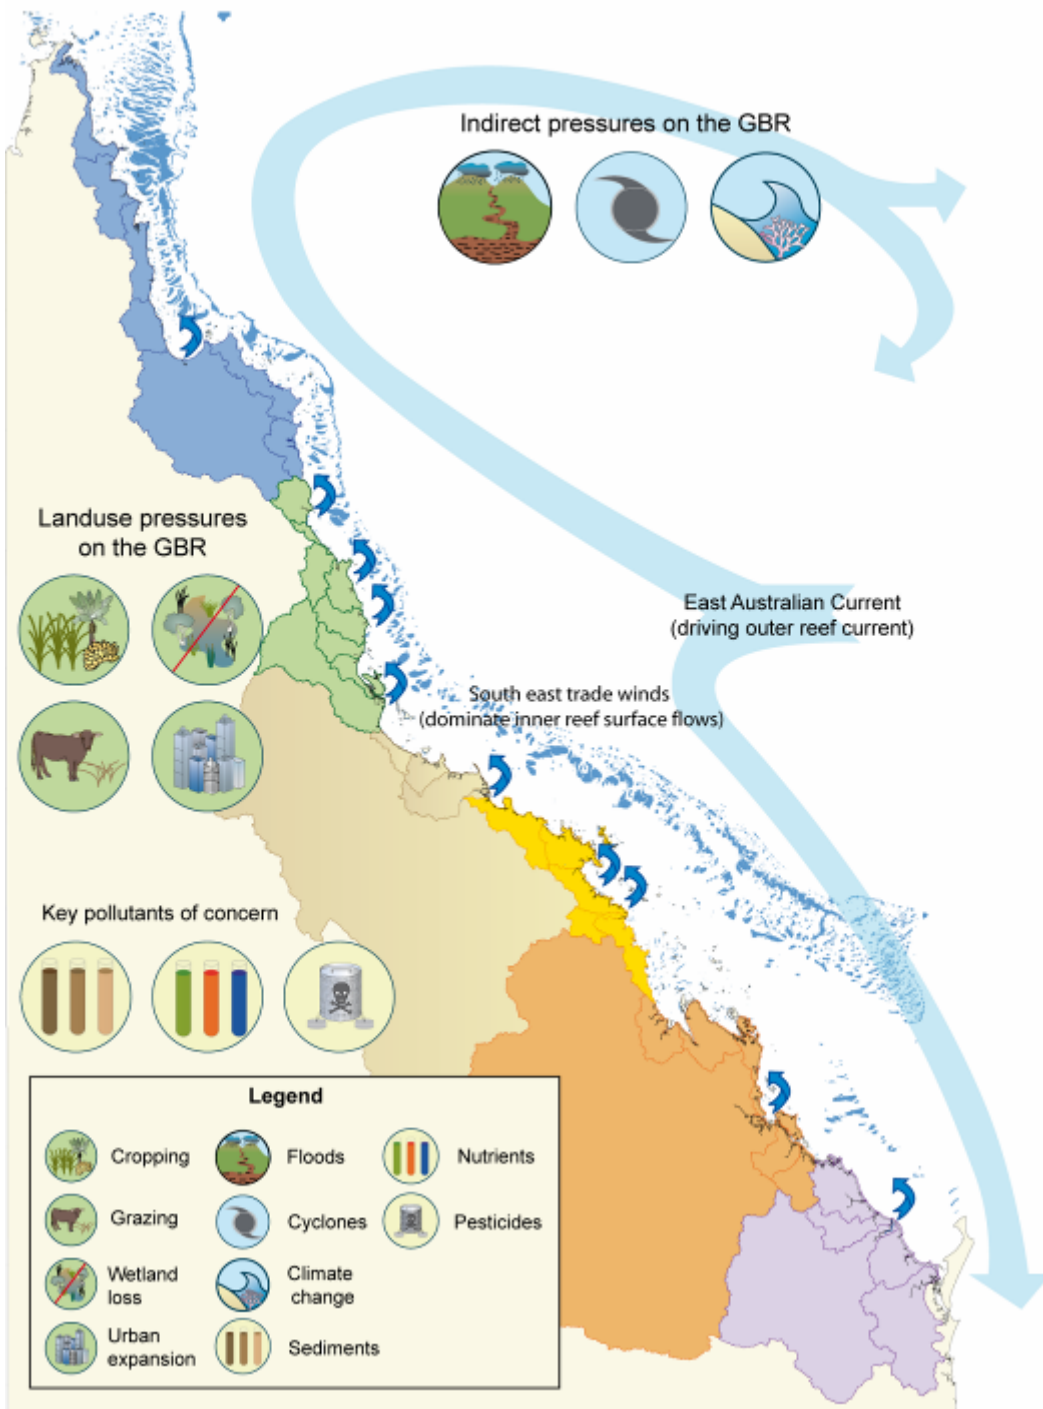 Indirect pressures on the GBR
Landuse pressures
on the GBR
East Australian Current
(driving outer reef current)
South east trade winds
(dominate inner reef surface flows)
Key pollutants of concern
Legend
Cropping
Floods
Nutrients
Grazing
Cyclones
Pesticides
Wetland
loss
Climate
change
Urban
expansion
Sediments